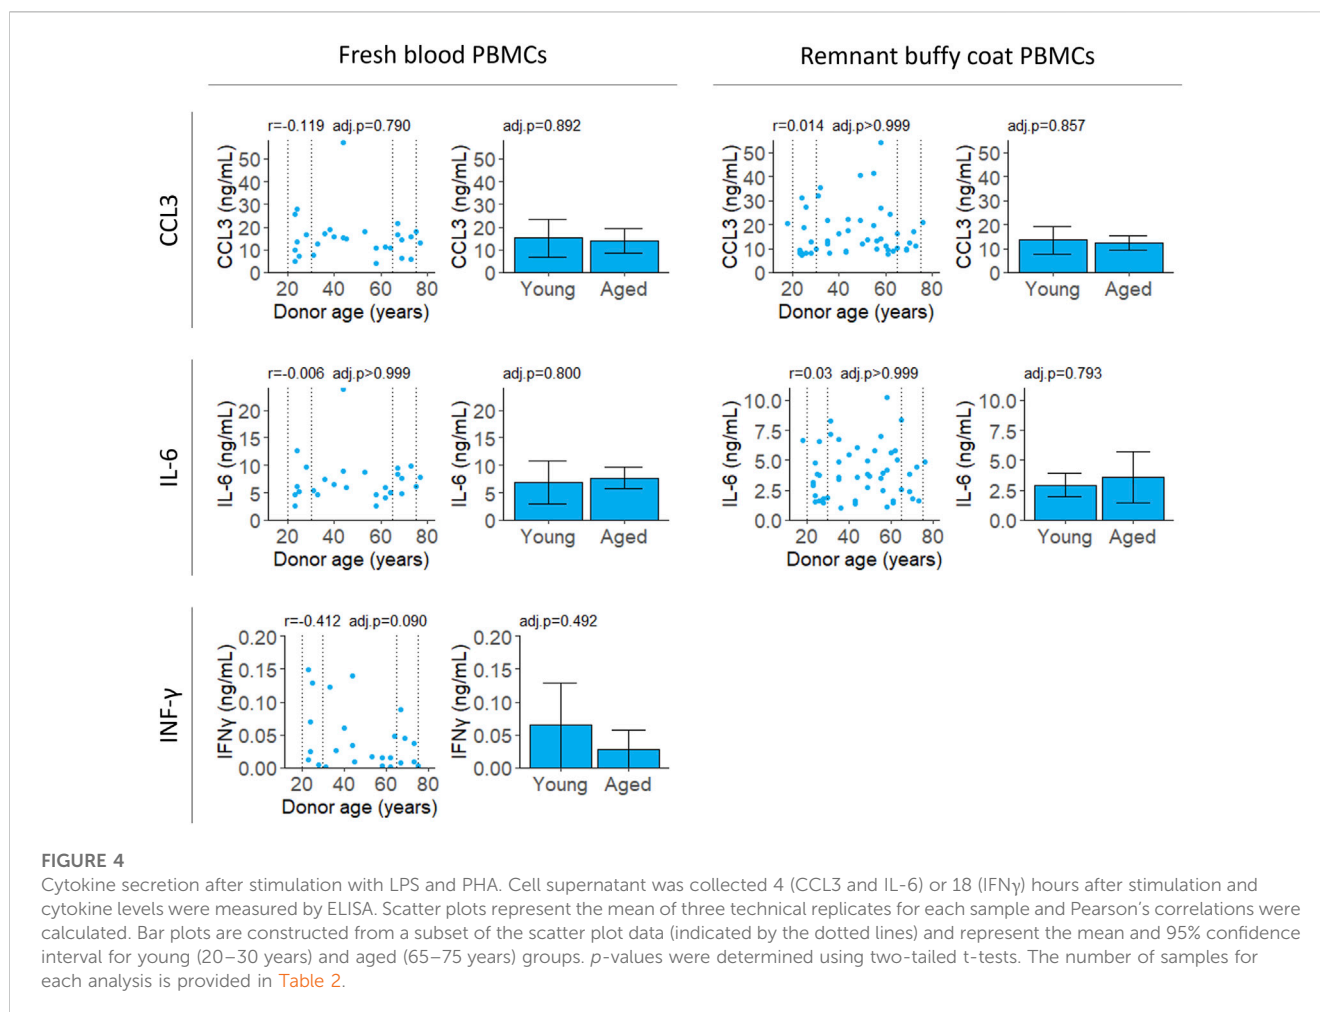 Fresh blood PBMCs
Remnant buffy coat PBMCs
CCL3
r=-0.119 adj.p=0.790
CCL3 (ng/mL)
50
40
30
20
10
0
20 40 60 80
Donor age (years)
adj.p=0.892
CCL3 (ng/mL)
50
40
30
20
10
0
Young Aged
r=0.014 adj.p>0.999
CCL3 (ng/mL)
50
40
30
20
10
0
20 40 60 80
Donor age (years)
adj.p=0.857
CCL3 (ng/mL)
50
40
30
20
10
0
Young Aged
IL-6
r=-0.006 adj.p>0.999
IL-6 (ng/mL)
20
15
10
5
0
20 40 60 80
Donor age (years)
adj.p=0.800
IL-6 (ng/mL)
20
15
10
5
0
Young Aged
r=0.03 adj.p>0.999
IL-6 (ng/mL)
10.0
7.5
5.0
2.5
0.0
20 40 60 80
Donor age (years)
adj.p=0.793
IL-6 (ng/mL)
10.0
7.5
5.0
2.5
0.0
Young Aged
INF-γ
r=-0.412 adj.p=0.090
IFNγ (ng/mL)
0.20
0.15
0.10
0.05
0.00
20 40 60 80
Donor age (years)
adj.p=0.492
IFNγ (ng/mL)
0.20
0.15
0.10
0.05
0.00
Young Aged
FIGURE 4
Cytokine secretion after stimulation with LPS and PHA. Cell supernatant was collected 4 (CCL3 and IL-6) or 18 (IFNγ) hours after stimulation and
cytokine levels were measured by ELISA. Scatter plots represent the mean of three technical replicates for each sample and Pearson's correlations were
calculated. Bar plots are constructed from a subset of the scatter plot data (indicated by the dotted lines) and represent the mean and 95% confidence
interval for young (20–30 years) and aged (65–75 years) groups. p-values were determined using two-tailed t-tests. The number of samples for
each analysis is provided in Table 2.